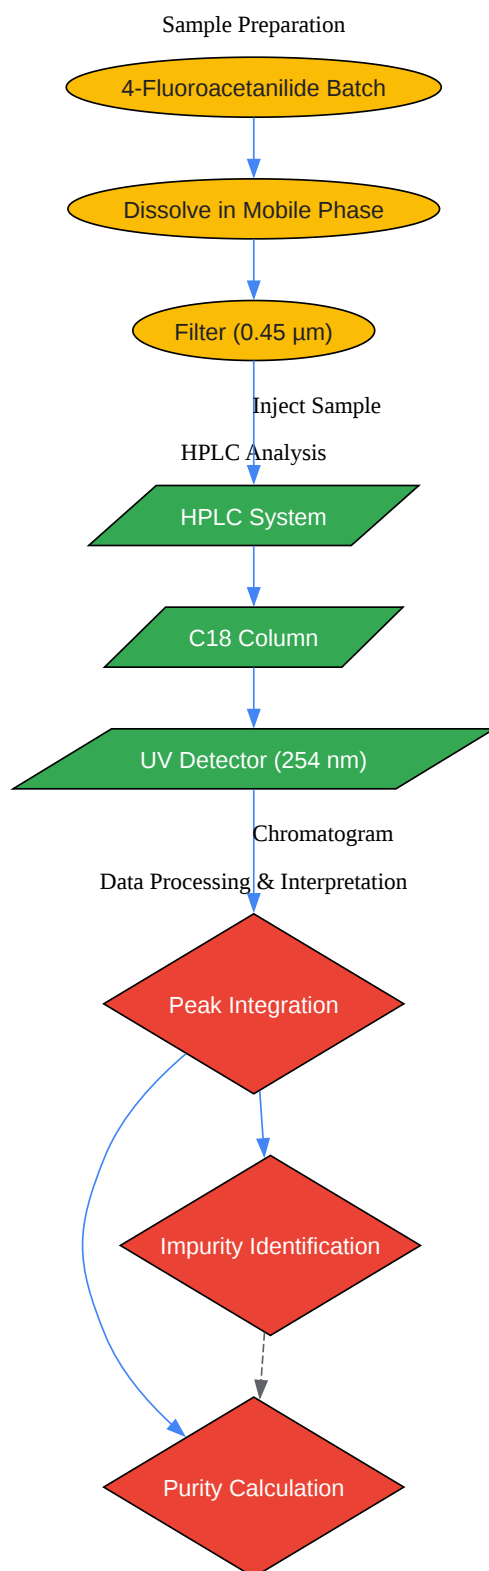 Sample Preparation
4-Fluoroacetanilide Batch
Dissolve in Mobile Phase
Filter (0.45 µm)
Inject Sample
HPLC Analysis
HPLC System
C18 Column
UV Detector (254 nm)
Chromatogram
Data Processing & Interpretation
Peak Integration
Impurity Identification
Purity Calculation